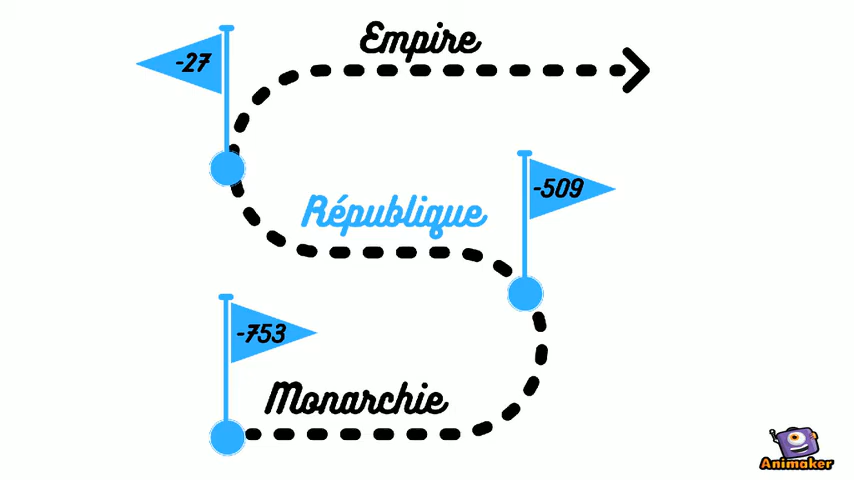 Empire
-27
-509
République
-753
Monarchie
Animaker